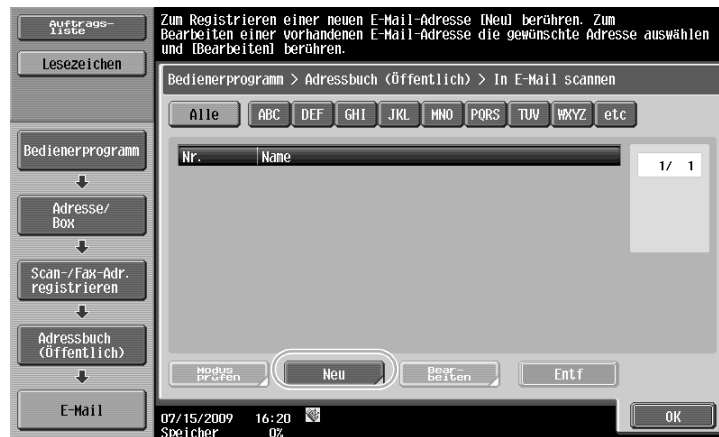 Auftrags-
liste
Lesezeichen
Zum Registrieren einer neuen E-Mail-Adresse [Neu] berühren. Zum
Bearbeiten einer vorhandenen E-Mail-Adresse die gewünschte Adresse auswählen
und [Bearbeiten] berühren.
Bedienerprogramm > Adressbuch (Öffentlich) > In E-Mail scannen
Alle ABC DEF GHI JKL MNO PQRS TUV WXYZ etc
Nr. Name
1/ 1
Bedienerprogramm
Adresse/
Box
Scan-/Fax-Adr.
registrieren
Adressbuch
(Öffentlich)
E-Mail
Modus
prüfen
Neu
Bear-
beiten
Entf
07/15/2009 16:20
Speicher 0%
OK